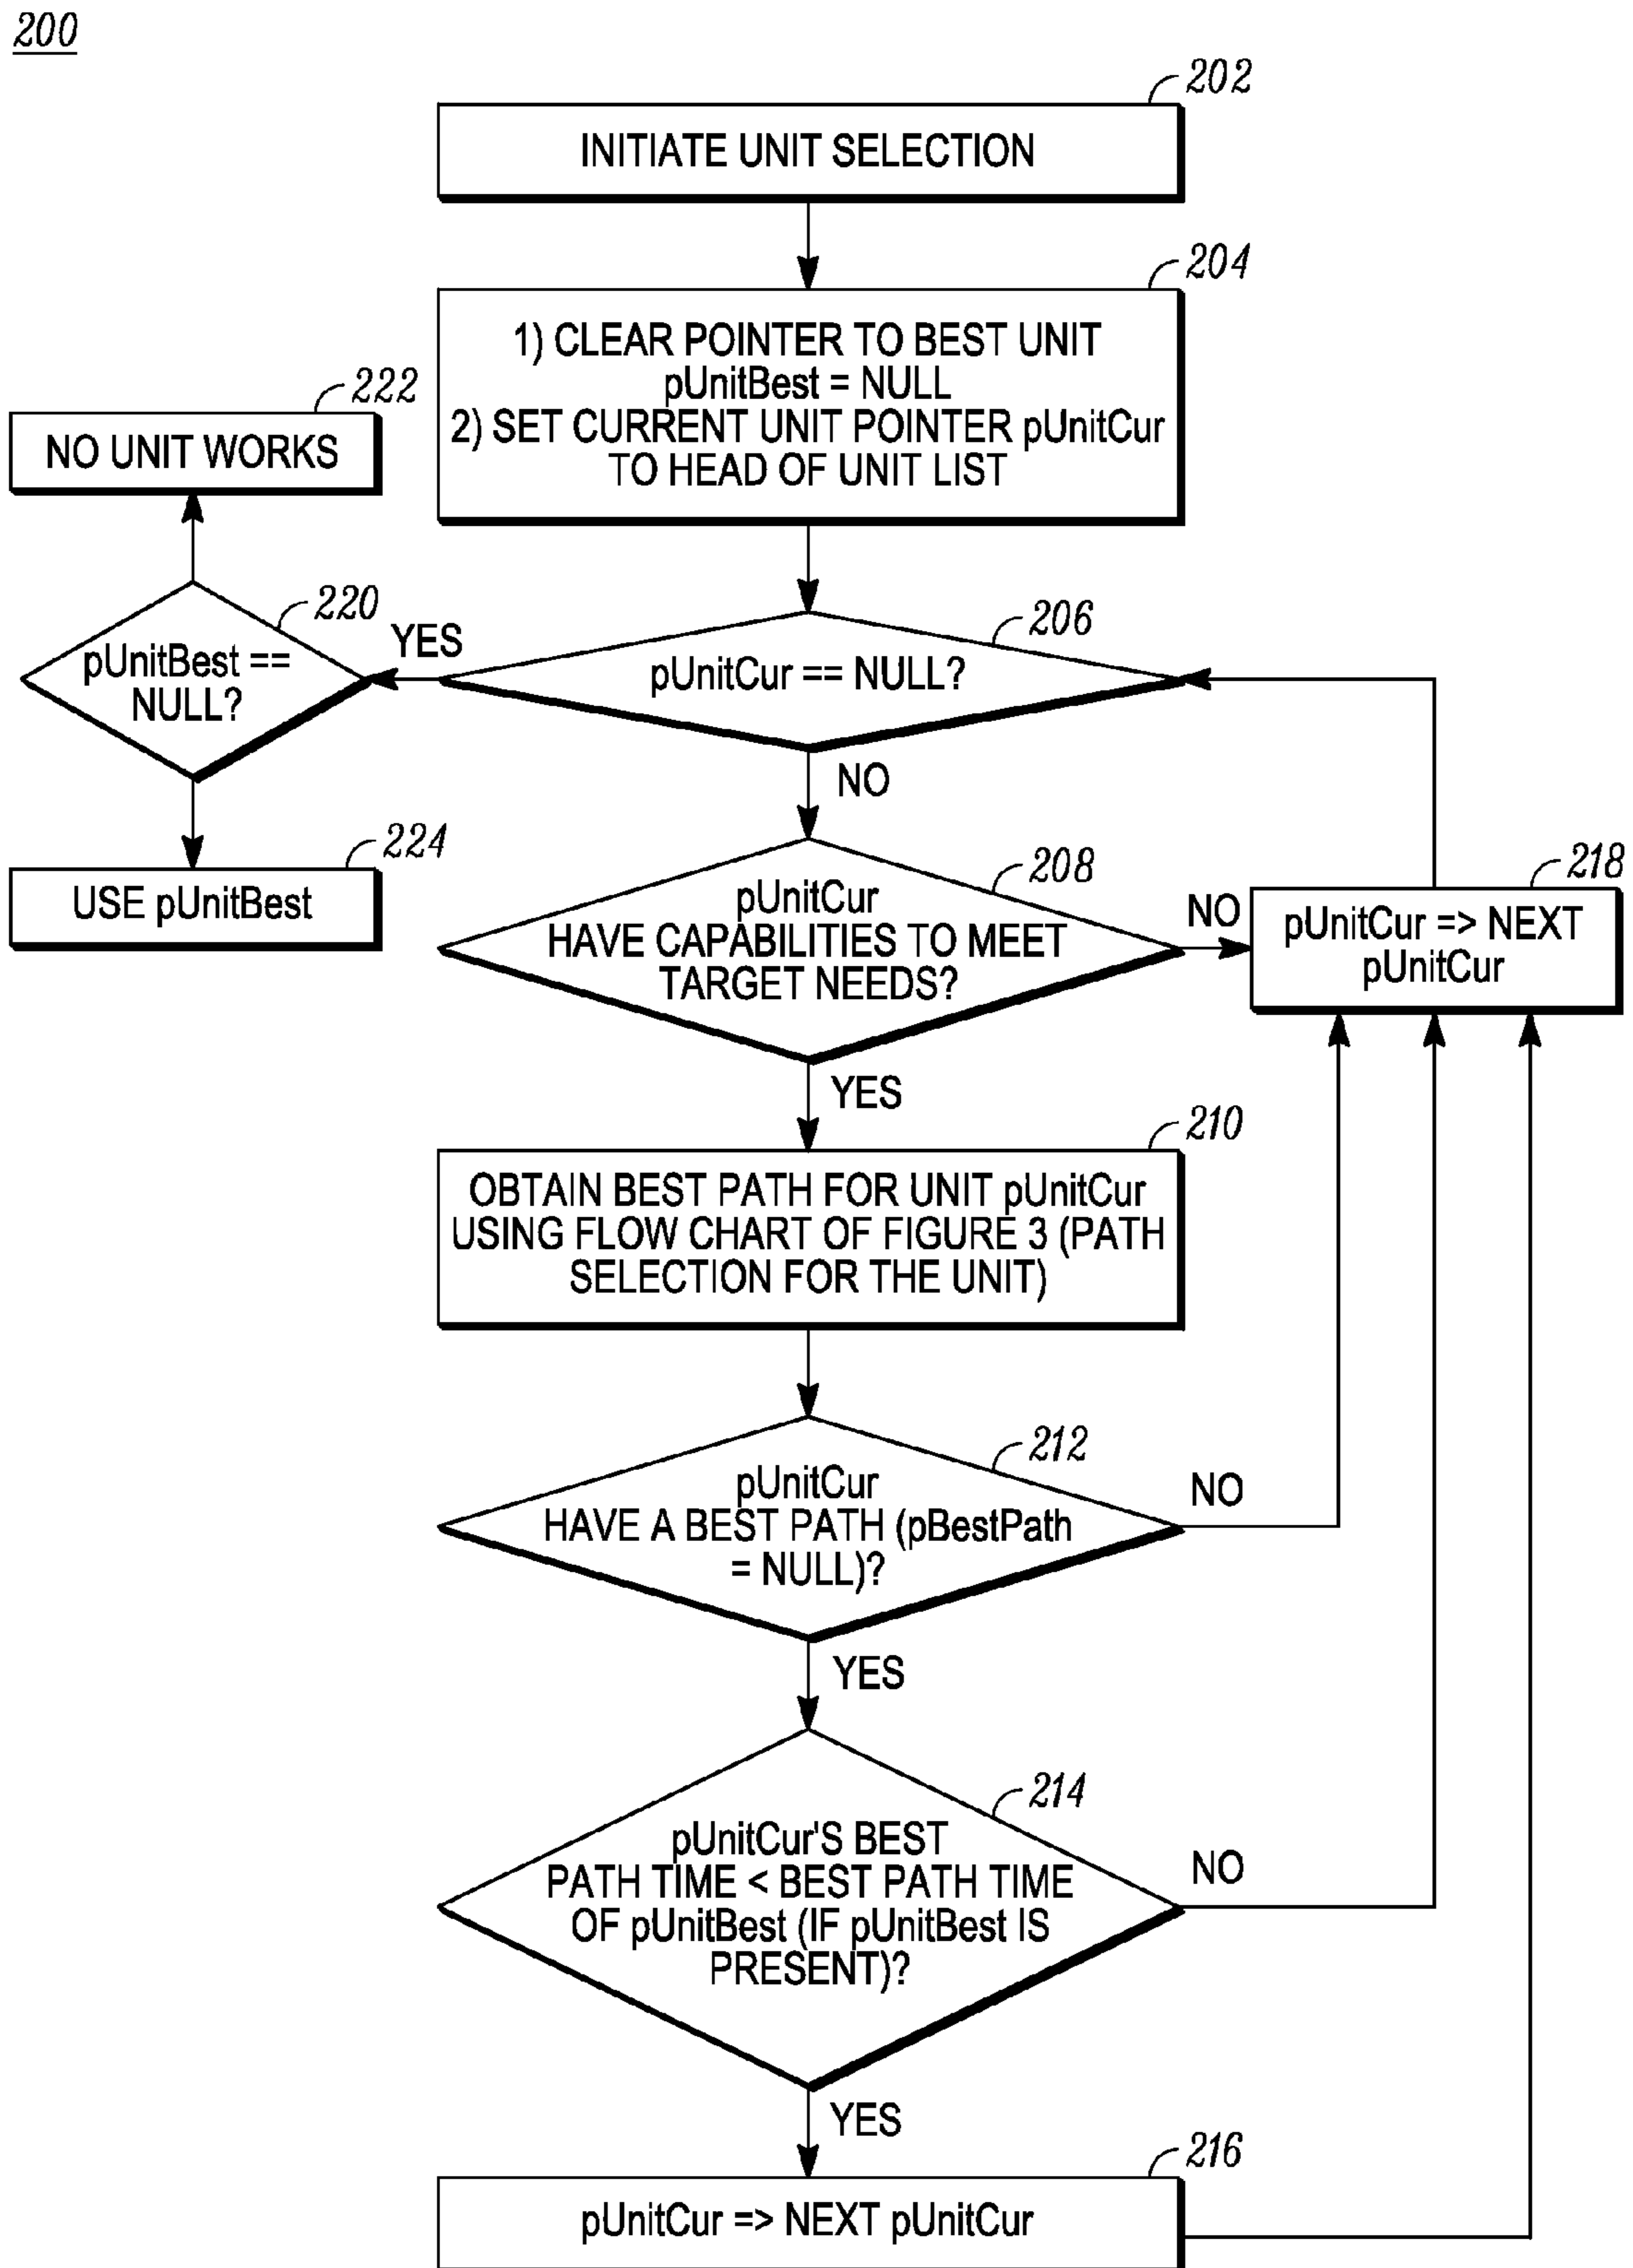 200
202
INITIATE UNIT SELECTION
204
1) CLEAR POINTER TO BEST UNIT
pUnitBest = NULL
2) SET CURRENT UNIT POINTER pUnitCur
TO HEAD OF UNIT LIST
222
NO UNIT WORKS
220
pUnitBest ==
NULL?
YES
206
pUnitCur == NULL?
NO
224
USE pUnitBest
208
pUnitCur
HAVE CAPABILITIES TO MEET
TARGET NEEDS?
NO
218
pUnitCur => NEXT
pUnitCur
YES
210
OBTAIN BEST PATH FOR UNIT pUnitCur
USING FLOW CHART OF FIGURE 3 (PATH
SELECTION FOR THE UNIT)
212
pUnitCur
HAVE A BEST PATH (pBestPath
= NULL)?
NO
YES
214
pUnitCur'S BEST
PATH TIME < BEST PATH TIME
OF pUnitBest (IF pUnitBest IS
PRESENT)?
NO
YES
216
pUnitCur => NEXT pUnitCur